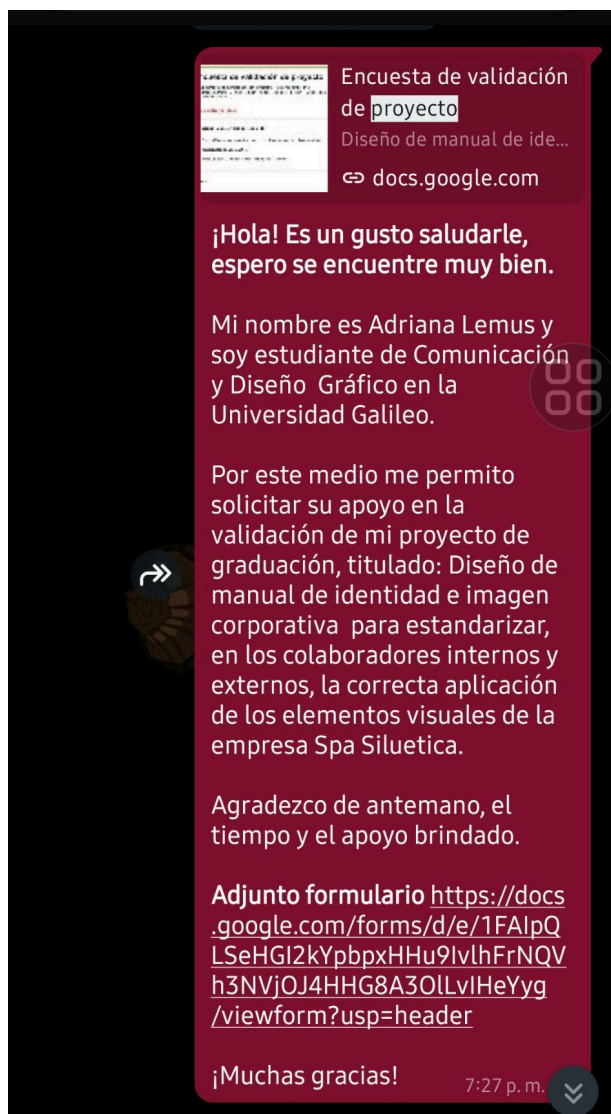 Encuesta de validación
de proyecto
Diseño de manual de ide...
docs.google.com
¡Hola! Es un gusto saludarle,
espero se encuentre muy bien.
Mi nombre es Adriana Lemus y
soy estudiante de Comunicación
y Diseño Gráfico en la
Universidad Galileo.
Por este medio me permito
solicitar su apoyo en la
validación de mi proyecto de
graduación, titulado: Diseño de
manual de identidad e imagen
corporativa para estandarizar,
en los colaboradores internos y
externos, la correcta aplicación
de los elementos visuales de la
empresa Spa Siluetica.
Agradezco de antemano, el
tiempo y el apoyo brindado.
Adjunto formulario https://docs
.google.com/forms/d/e/1FAIpQ
LSeHGI2kYpbpxHHu9IvlhFrNQV
h3NVjOJ4HHG8A3OlLvIHeYyg
/viewform?usp=header
¡Muchas gracias!
7:27 p. m.